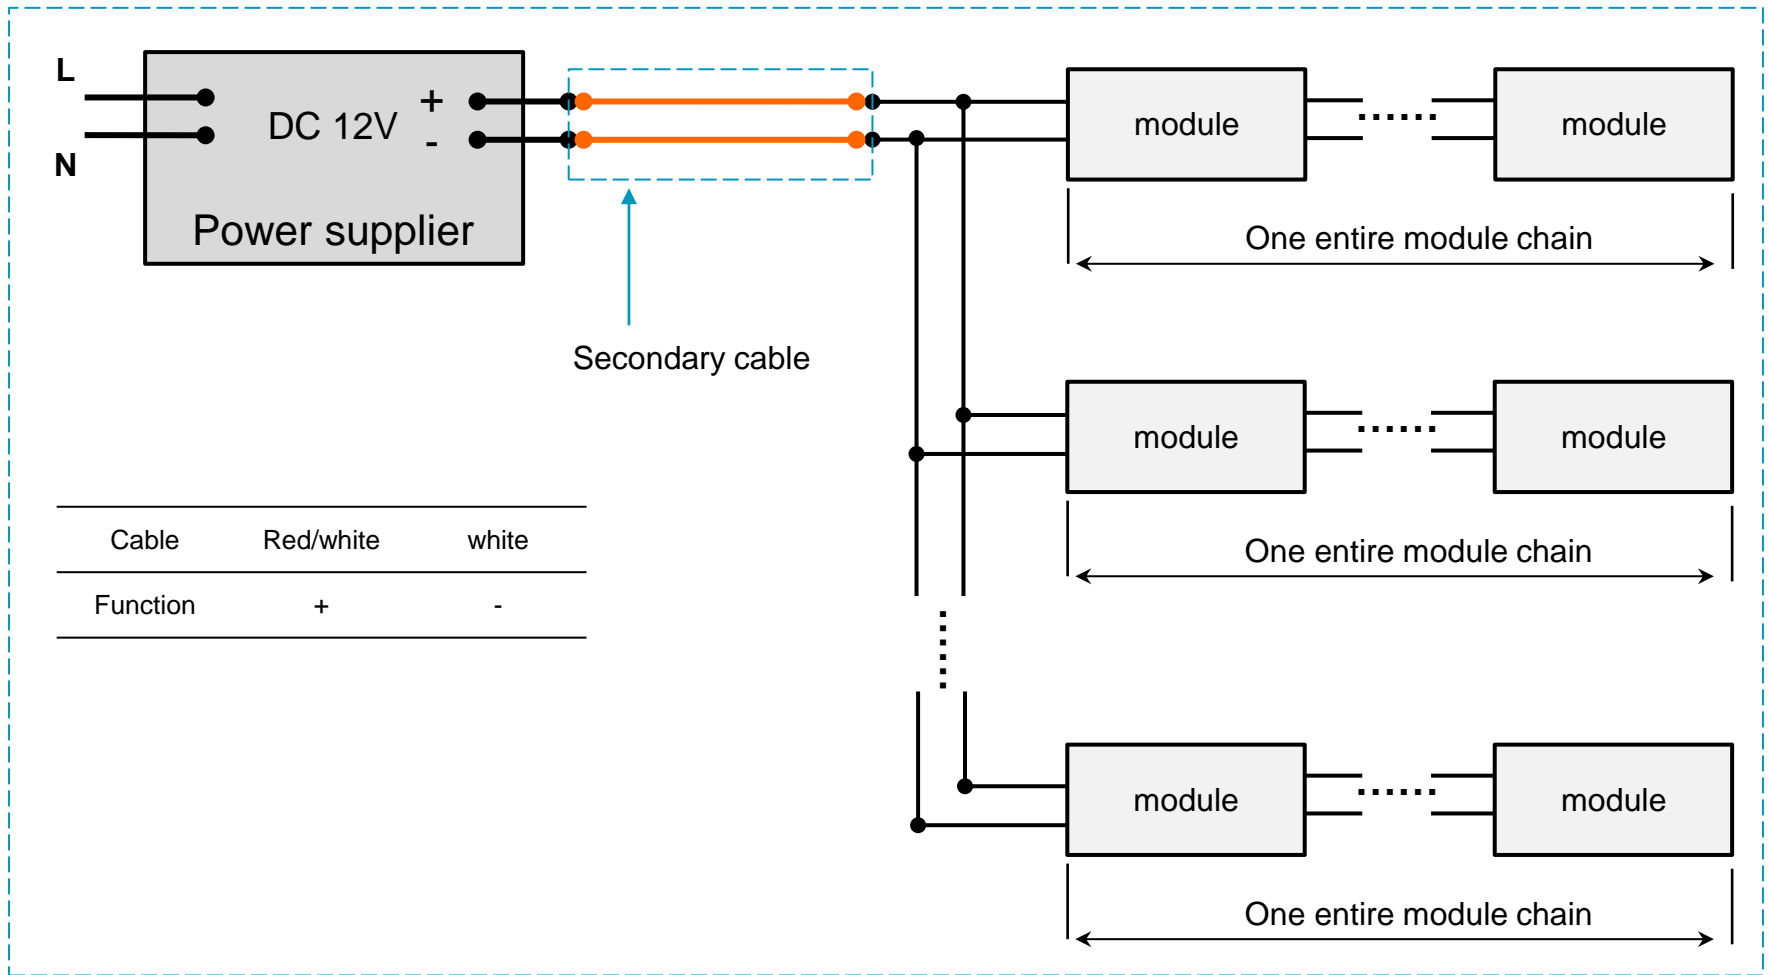 L
N
DC 12V
+
-
Power supplier
Secondary cable
module
module
One entire module chain
module
module
One entire module chain
Cable Red/white white
Function + -
module
module
One entire module chain